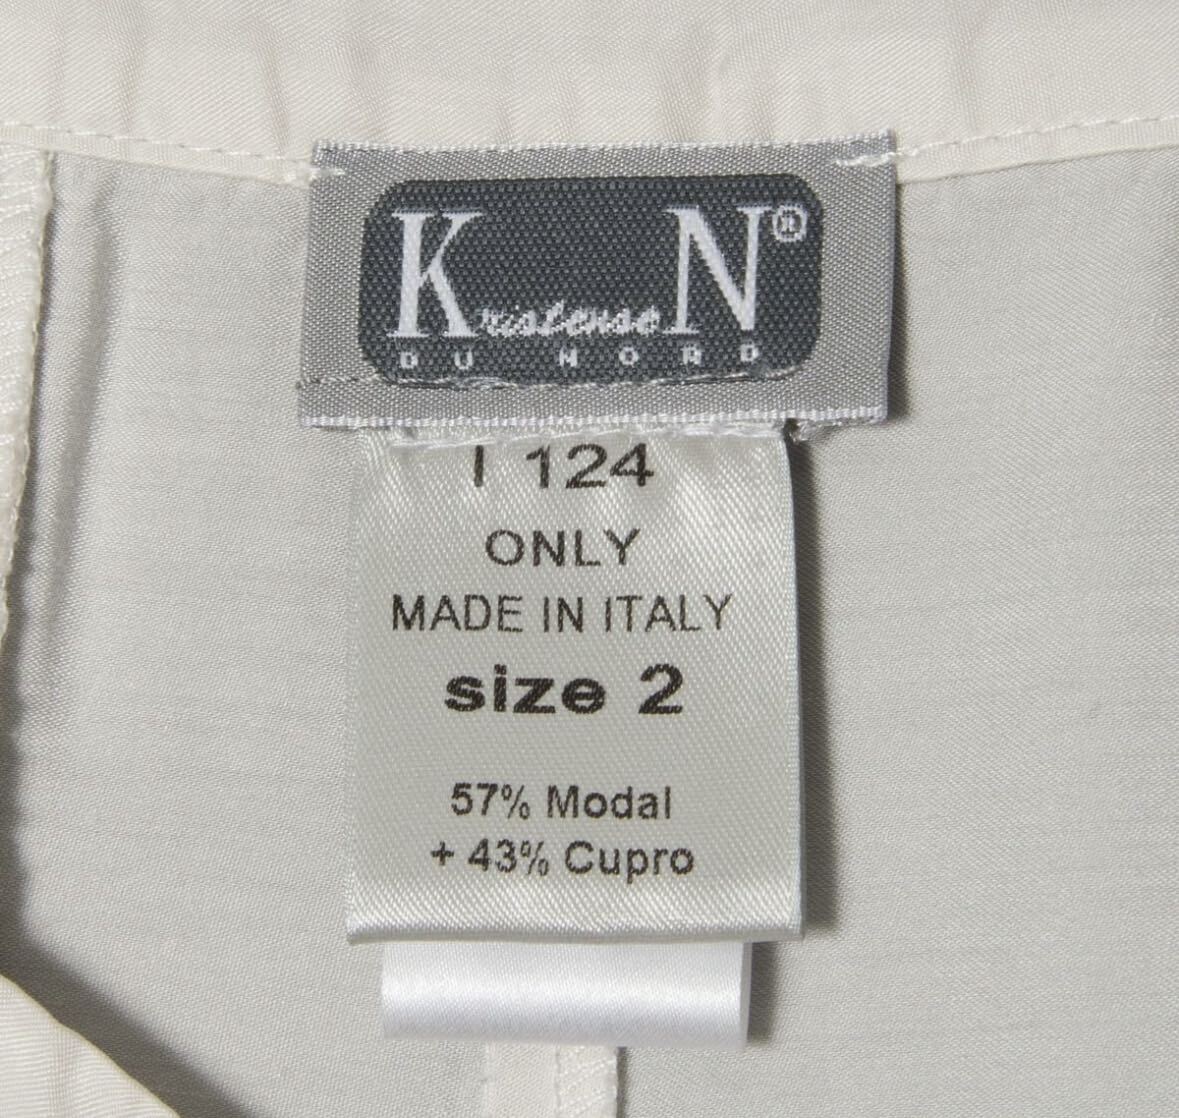 KristenseN®
DU NORD
I 124
ONLY
MADE IN ITALY
size 2
57% Modal
+ 43% Cupro